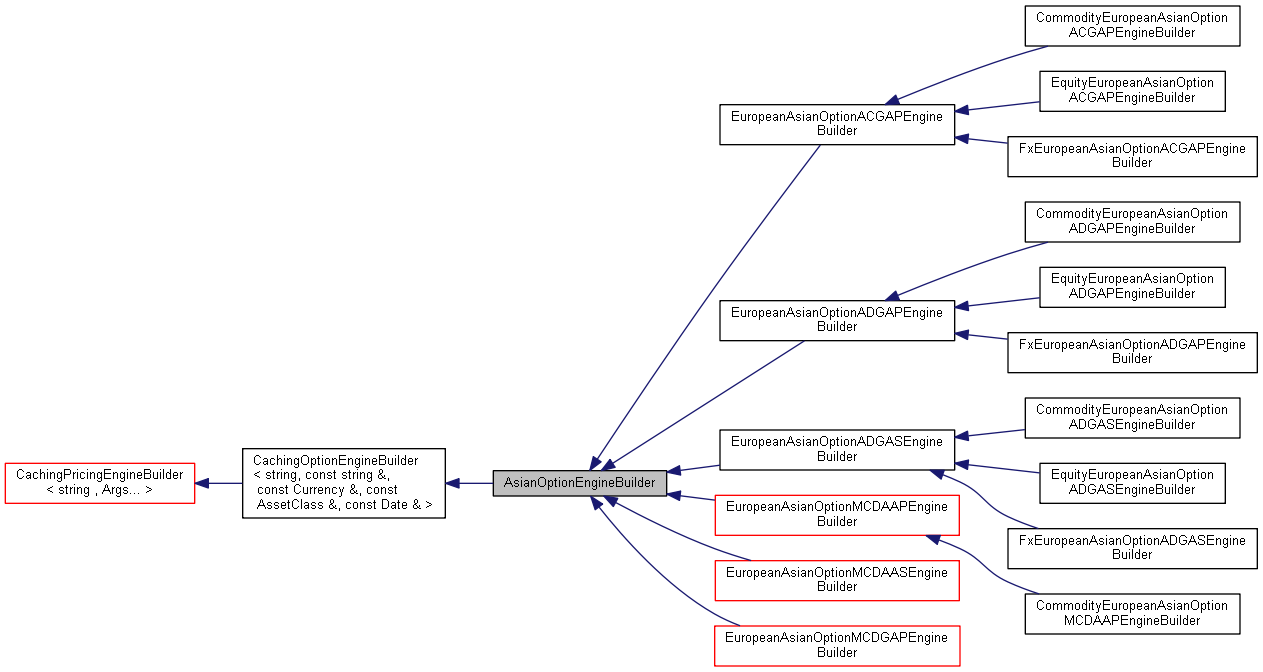 CommodityEuropeanAsianOption
ACGAPEngineBuilder
EquityEuropeanAsianOption
ACGAPEngineBuilder
EuropeanAsianOptionACGAPEngine
Builder
FxEuropeanAsianOptionACGAPEngine
Builder
CommodityEuropeanAsianOption
ADGAPEngineBuilder
EquityEuropeanAsianOption
ADGAPEngineBuilder
EuropeanAsianOptionADGAPEngine
Builder
FxEuropeanAsianOptionADGAPEngine
Builder
CommodityEuropeanAsianOption
ADGASEngineBuilder
EuropeanAsianOptionADGASEngine
Builder
CachingPricingEngineBuilder
< string , Args... >
CachingOptionEngineBuilder
< string, const string &,
const Currency &, const
AssetClass &, const Date & >
AsianOptionEngineBuilder
EquityEuropeanAsianOption
ADGASEngineBuilder
EuropeanAsianOptionMCDAAPEngine
Builder
FxEuropeanAsianOptionADGASEngine
Builder
EuropeanAsianOptionMCDAASEngine
Builder
CommodityEuropeanAsianOption
MCDAAPEngineBuilder
EuropeanAsianOptionMCDGAPEngine
Builder